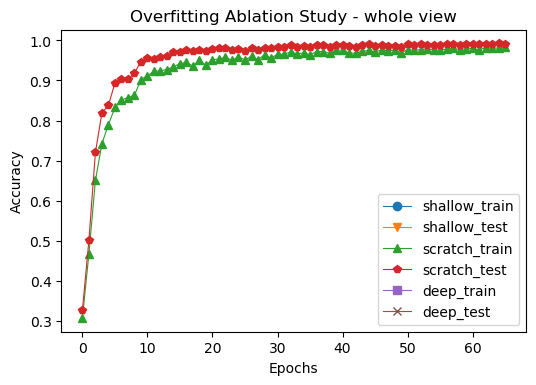 Overfitting Ablation Study - whole view
Accuracy
1.0
0.9
0.8
0.7
0.6
0.5
0.4
0.3
0
10
20
30
40
50
60
Epochs
shallow_train
shallow_test
scratch_train
scratch_test
deep_train
deep_test